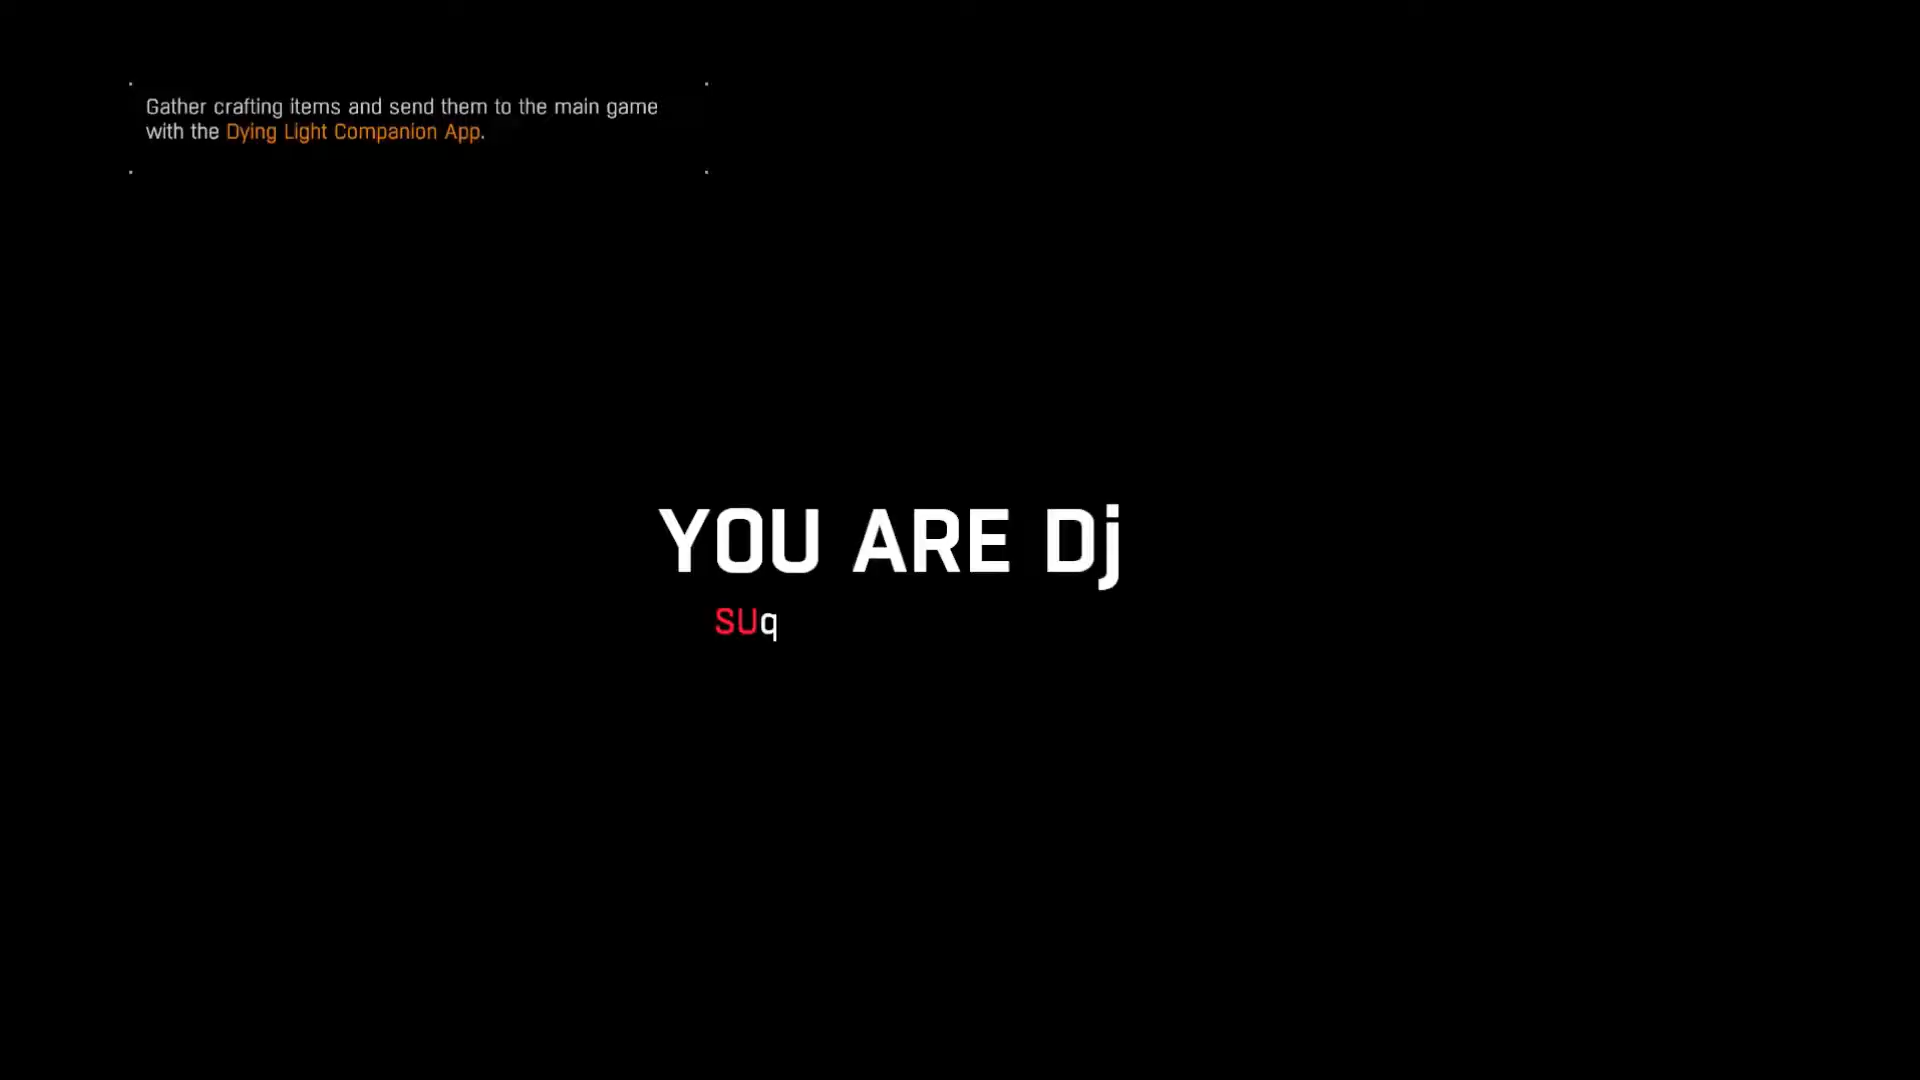 Gather crafting items and send them to the main game
with the Dying Light Companion App.
YOU ARE Dj
SUq